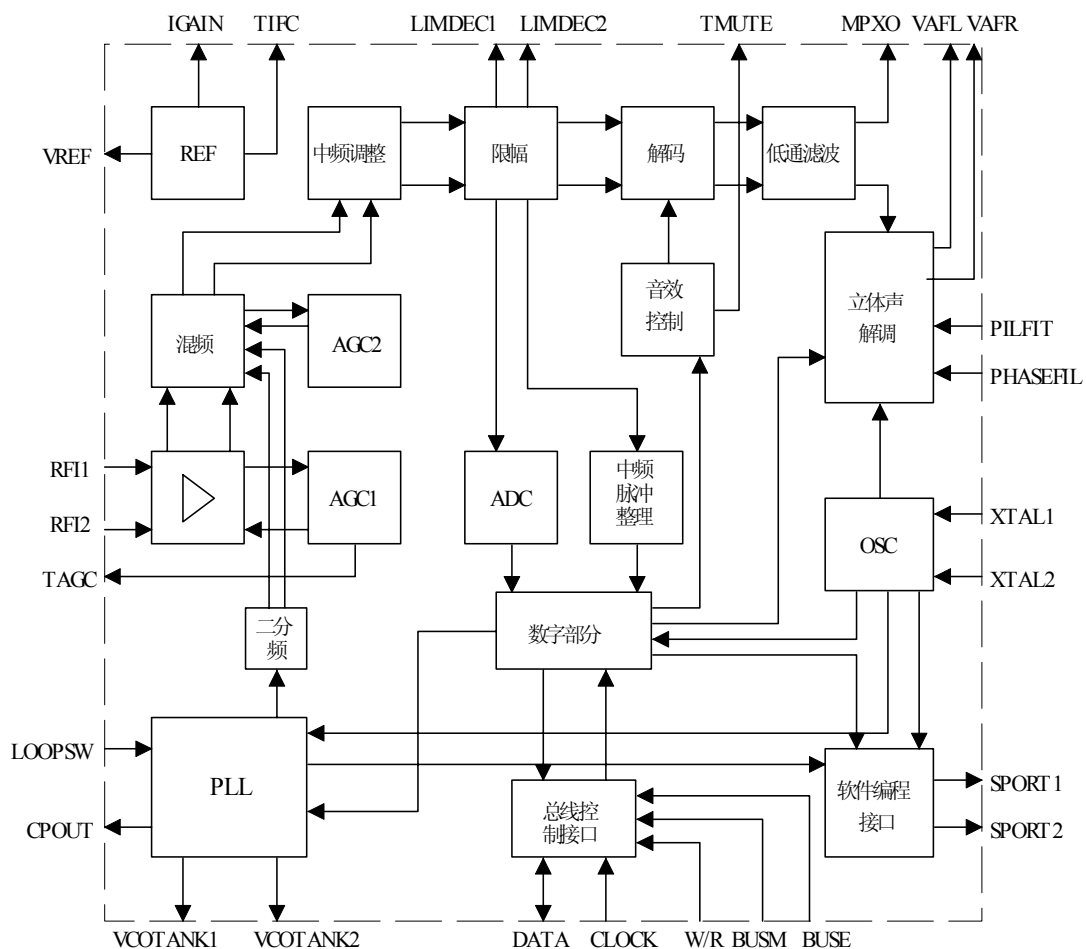 IGAIN TIFC LIMDEC1 LIMDEC2 TMUTE MPXO VAFL VAFR
VREF
REF
中频调整
限幅
解码
低通滤波
混频
AGC2
音效
控制
立体声
解调
PILFIT
PHASEFIL
RFI1
RFI2
TAGC
AGC1
ADC
中频
脉冲
整理
OSC
XTAL1
XTAL2
二分
频
数字部分
LOOPSW
CPOUT
PLL
总线控
制接口
软件编程
接口
SPORT1
SPORT2
VCOTANK1 VCOTANK2 DATA CLOCK W/R BUSM BUSE